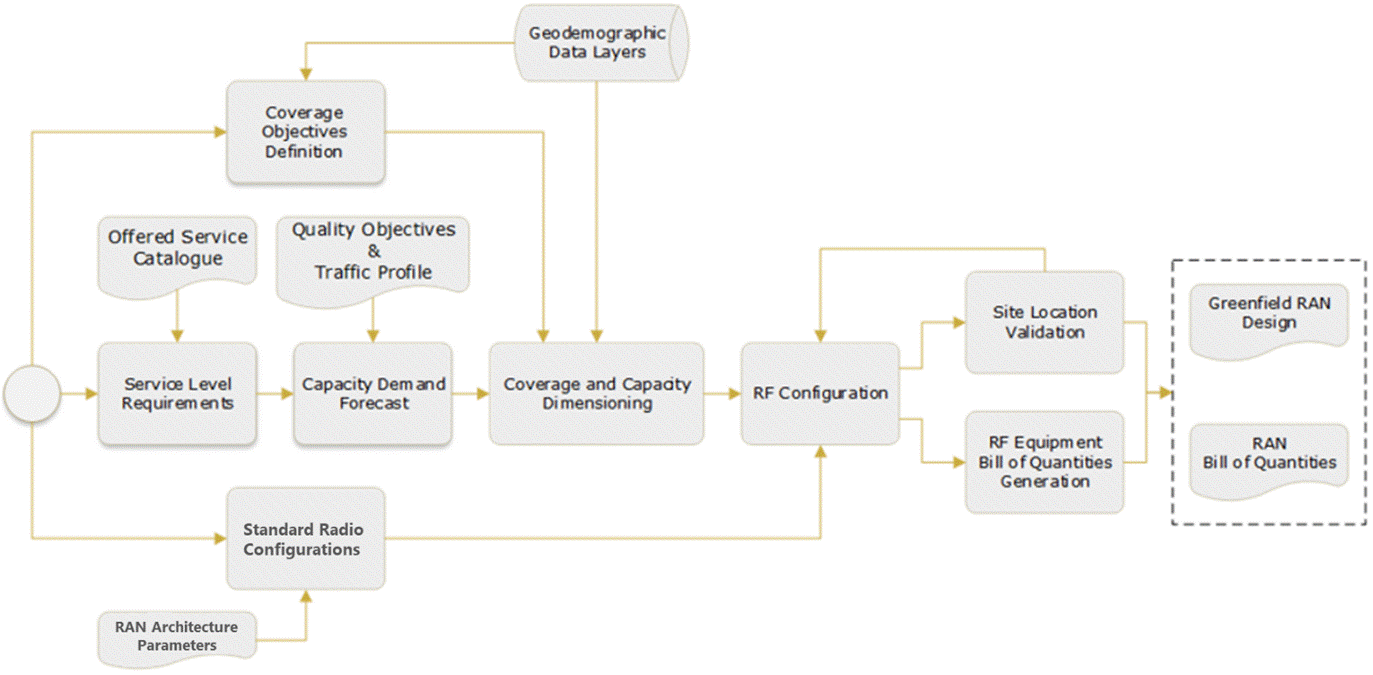 Geodemographic
Data Layers
Coverage
Objectives
Definition
Offered Service
Catalogue
Quality Objectives
&
Traffic Profile
Service Level
Requirements
Capacity Demand
Forecast
Coverage and Capacity
Dimensioning
RF Configuration
Site Location
Validation
RF Equipment
Bill of Quantities
Generation
Greenfield RAN
Design
RAN
Bill of Quantities
Standard Radio
Configurations
RAN Architecture
Parameters